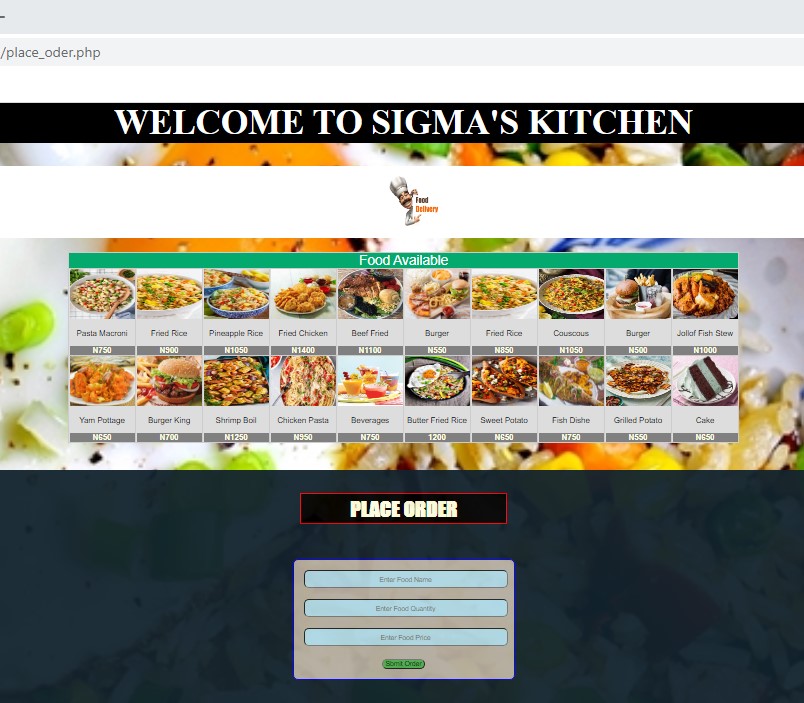 /place_oder.php
WELCOME TO SIGMA'S KITCHEN
Food
Delivery
Food Available
Pasta Macroni Fried Rice Pineapple Rice Fried Chicken Beef Fried Burger Fried Rice Couscous Burger Jollof Fish Stew
N750 N900 N1050 N1400 N1100 N550 N850 N1050 N500 N1000
Yam Pottage Burger King Shrimp Boil Chicken Pasta Beverages Butter Fried Rice Sweet Potato Fish Dishe Grilled Potato Cake
N650 N700 N1250 N950 N750 1200 N650 N750 N550 N650
PLACE ORDER
Enter Food Name
Enter Food Quantity
Enter Food Price
Sbmit Order